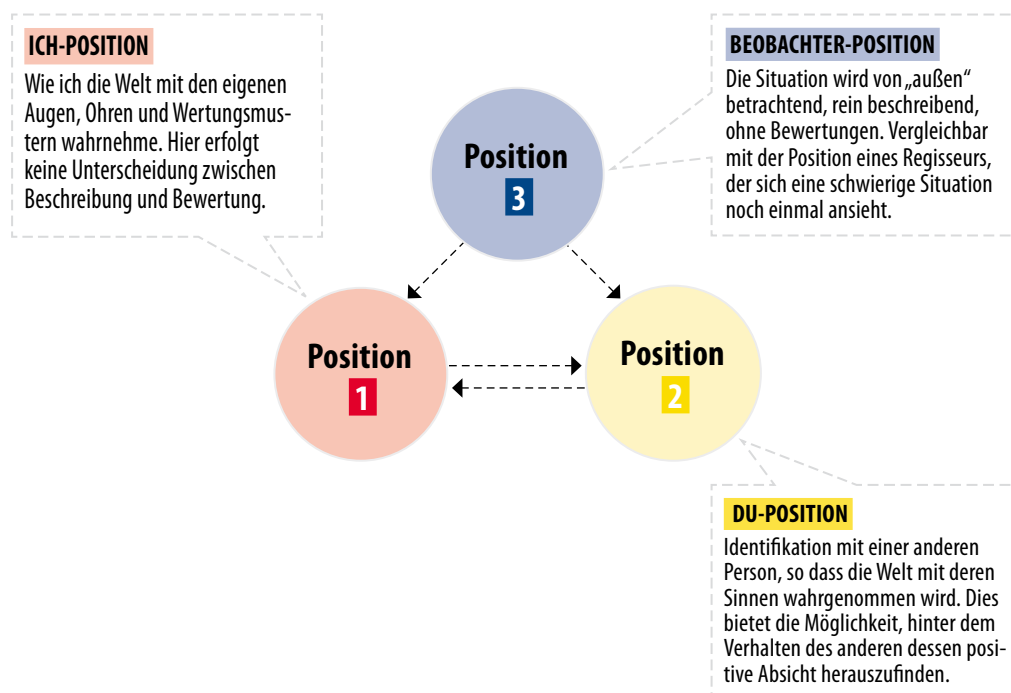 ICH-POSITION
Wie ich die Welt mit den eigenen
Augen, Ohren und Wertungsmus-
tern wahrnehme. Hier erfolgt
keine Unterscheidung zwischen
Beschreibung und Bewertung.
BEOBACHTER-POSITION
Die Situation wird von „außen“
betrachtend, rein beschreibend,
ohne Bewertungen. Vergleichbar
mit der Position eines Regisseurs,
der sich eine schwierige Situation
noch einmal ansieht.
Position
3
Position
1
Position
2
DU-POSITION
Identifikation mit einer anderen
Person, so dass die Welt mit deren
Sinnen wahrgenommen wird. Dies
bietet die Möglichkeit, hinter dem
Verhalten des anderen dessen posi-
tive Absicht herauszufinden.